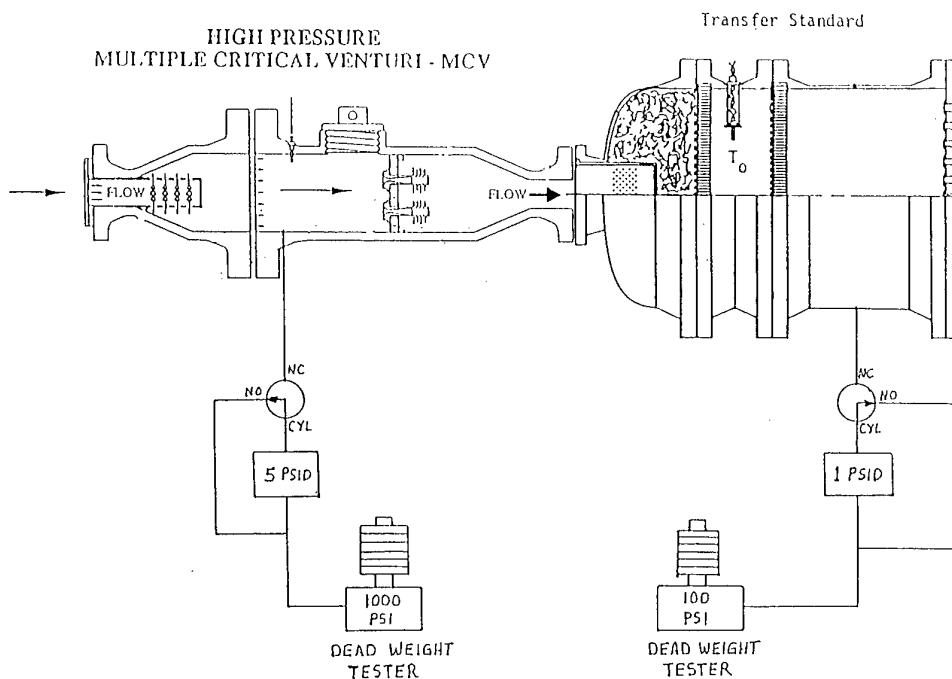 Transfer Standard
HIGH PRESSURE
MULTIPLE CRITICAL VENTURI - MCV
O
T₀
FLOW
FLOW
NC
NO
CYL
5 PSID
1000
PSI
DEAD WEIGHT
TESTER
NC
NO
CYL
1 PSID
100
PSI
DEAD WEIGHT
TESTER